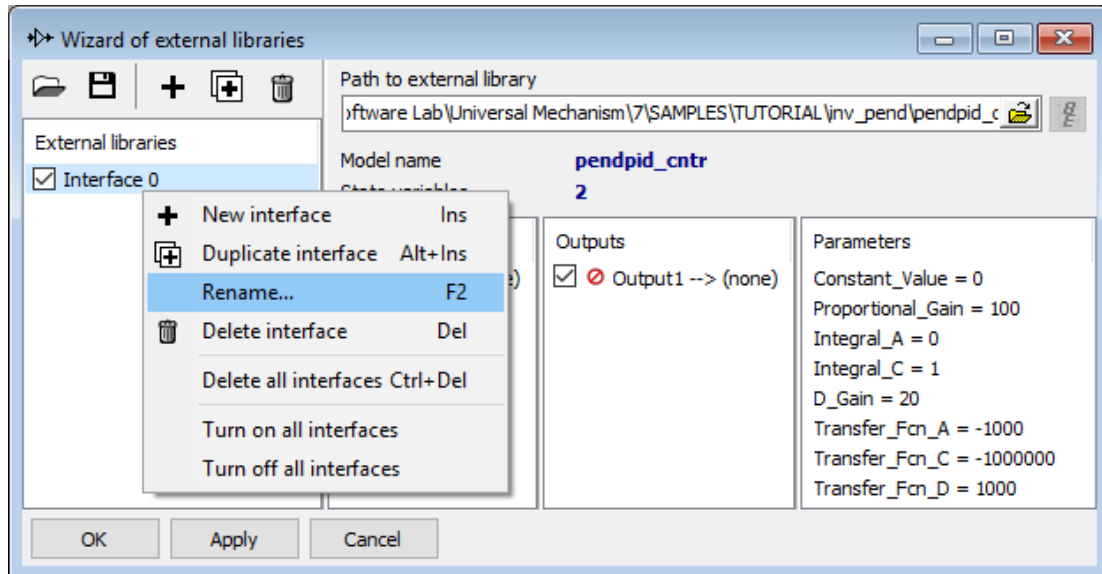 Wizard of external libraries
Path to external library
oftware Lab\Universal Mechanism\7\SAMPLES\TUTORIAL\inv_pend\pendpid_c
External libraries
Interface 0
Model name pendpid_cntr
State variables 2
New interface Ins
Duplicate interface Alt+Ins
Rename... F2
Delete interface Del
Delete all interfaces Ctrl+Del
Turn on all interfaces
Turn off all interfaces
Outputs
Output1 --> (none)
Parameters
Constant_Value = 0
Proportional_Gain = 100
Integral_A = 0
Integral_C = 1
D_Gain = 20
Transfer_Fcn_A = -1000
Transfer_Fcn_C = -1000000
Transfer_Fcn_D = 1000
OK Apply Cancel